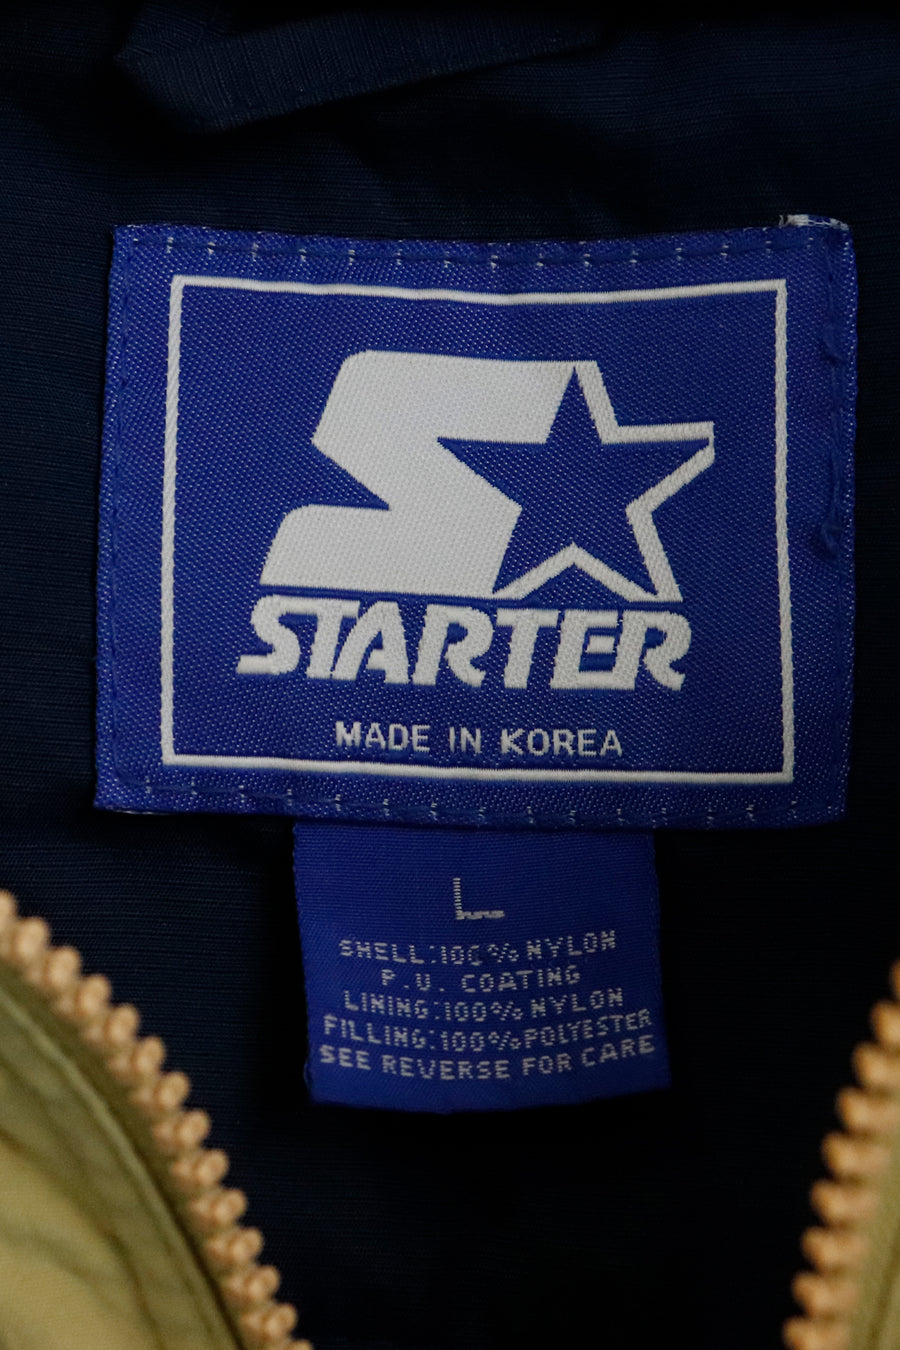 STARTER
MADE IN KOREA
L
SHELL:100%NYLON
P.U. COATING
LINING:100%NYLON
FILLING:100%POLYESTER
SEE REVERSE FOR CARE